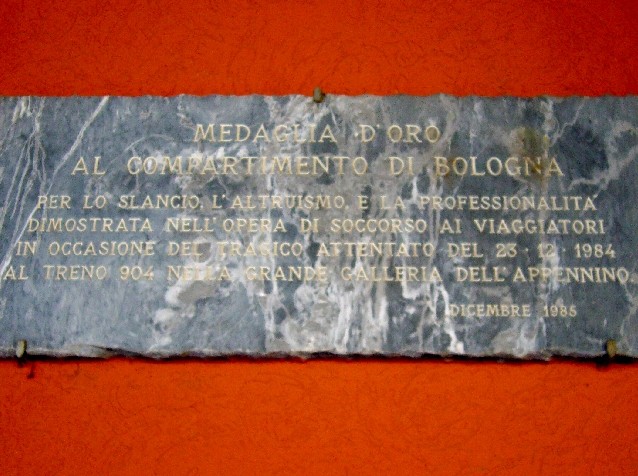 MEDAGLIA D'ORO
AL COMPARTIMENTO DI BOLOGNA
PER LO SLANCIO, L'ALTRUISMO, E LA PROFESSIONALITÀ
DIMOSTRATA NELL'OPERA DI SOCCORSO AI VIAGGIATORI
IN OCCASIONE DEL TRAGICO ATTENTATO DEL 23·12·1984
AL TRENO 904 NELLA GRANDE GALLERIA DELL'APPENNINO.
DICEMBRE 1985